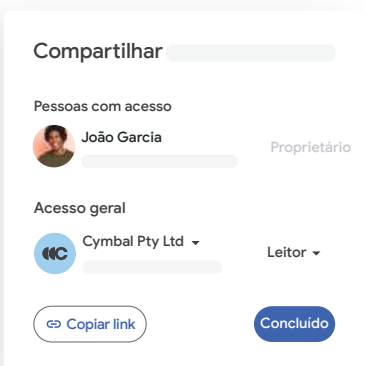 Compartilhar
Pessoas com acesso
João Garcia
Proprietário
Acesso geral
Cymbal Pty Ltd
Leitor
Copiar link
Concluído